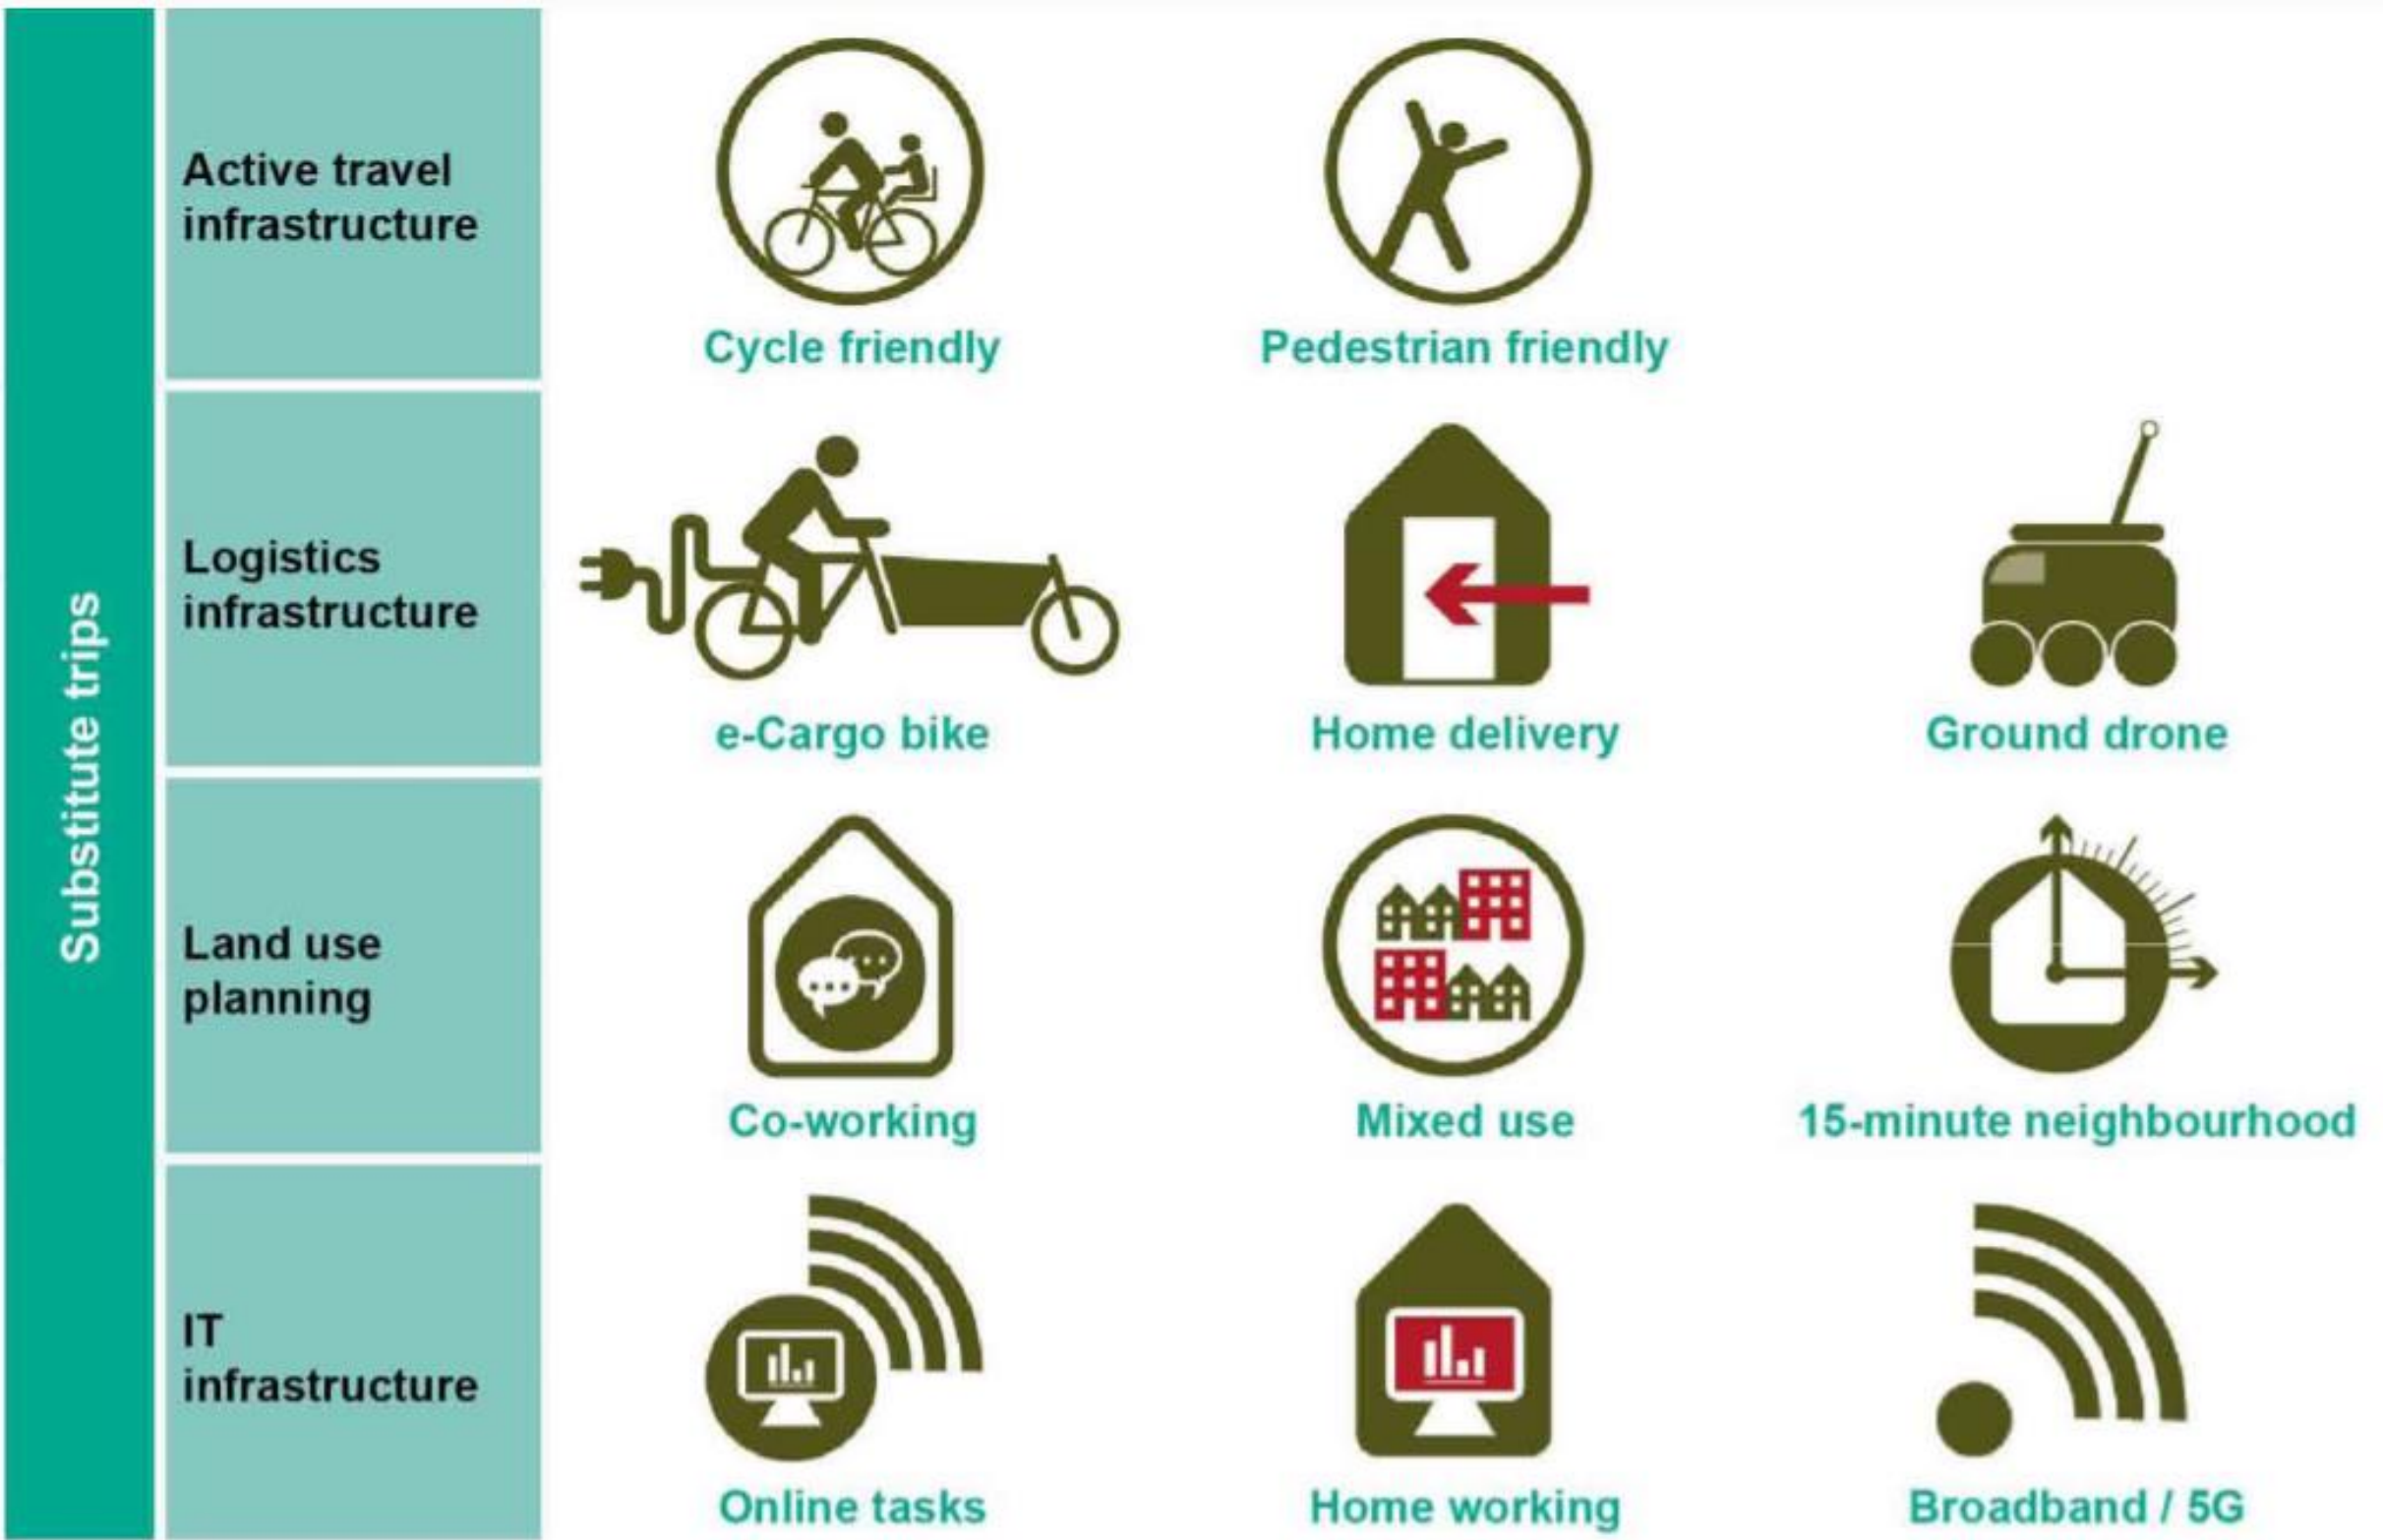 Substitute trips
Active travel
infrastructure
Cycle friendly
Pedestrian friendly
Logistics
infrastructure
e-Cargo bike
Home delivery
Ground drone
Land use
planning
Co-working
Mixed use
15-minute neighbourhood
IT
infrastructure
Online tasks
Home working
Broadband / 5G